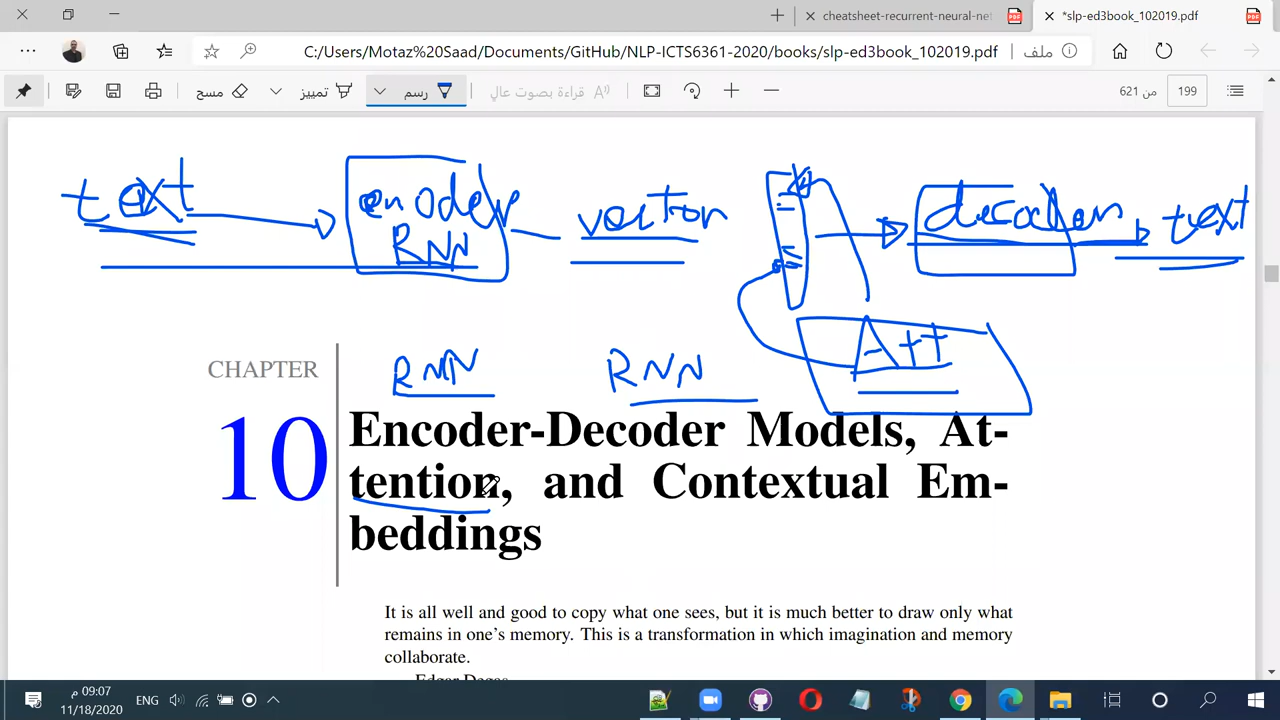 cheatsheet-recurrent-neural-net
*slp-ed3book_102019.pdf
C:/Users/Motaz%20Saad/Documents/GitHub/NLP-ICTS6361-2020/books/slp-ed3book_102019.pdf
ملف
مسح
تمييز
رسم
قراءة بصوت عالٍ
199
من 621
text
enoder
RNN
vector
decoder
text
Att
RNN
RNN
CHAPTER
10
Encoder-Decoder Models, At-
tention, and Contextual Em-
beddings
It is all well and good to copy what one sees, but it is much better to draw only what
remains in one’s memory. This is a transformation in which imagination and memory
collaborate.
Edgar Degas
09:07 م
11/18/2020
ENG